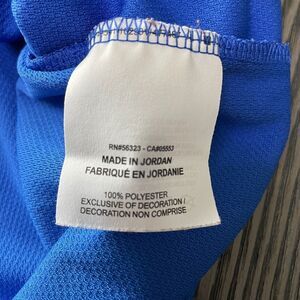 RN#56323 - CA#05553
MADE IN JORDAN
FABRIQUÉ EN JORDANIE
100% POLYESTER
EXCLUSIVE OF DECORATION
DECORATION NON COMPRISE